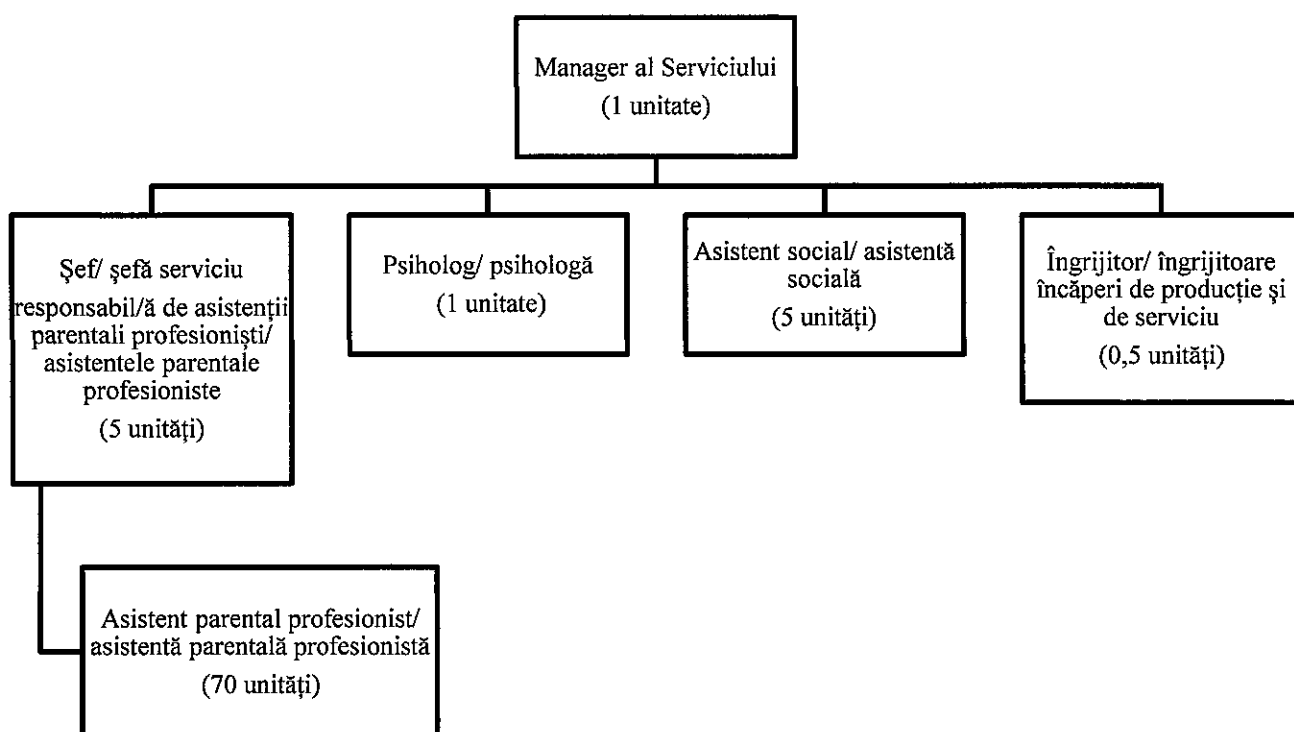 Manager al Serviciului
(1 unitate)
Şef/ şefă serviciu
responsabil/ă de asistenţii
parentali profesionişti/
asistentele parentale
profesioniste
(5 unităţi)
Psiholog/ psihologă
(1 unitate)
Asistent social/ asistentă
socială
(5 unităţi)
Îngrijitor/ îngrijitoare
încăperi de producţie şi
de serviciu
(0,5 unităţi)
Asistent parental profesionist/
asistentă parentală profesionistă
(70 unităţi)